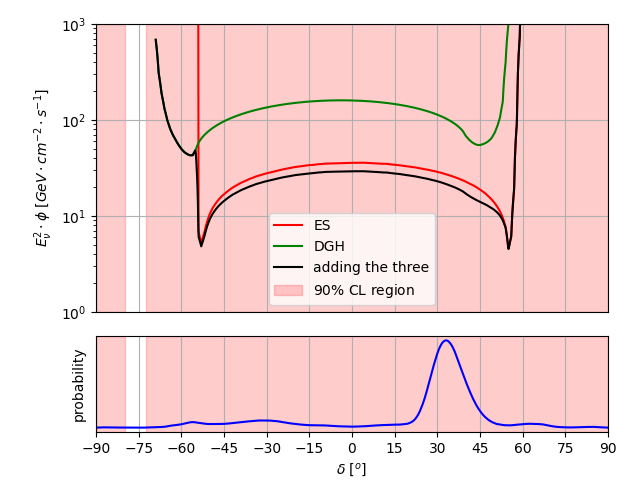 10³
10²
10¹
10⁰
E²ᵥ · ϕ [GeV · cm⁻² · s⁻¹]
ES
DGH
adding the three
90% CL region
probability
−90 −75 −60 −45 −30 −15 0 15 30 45 60 75 90
δ [°]